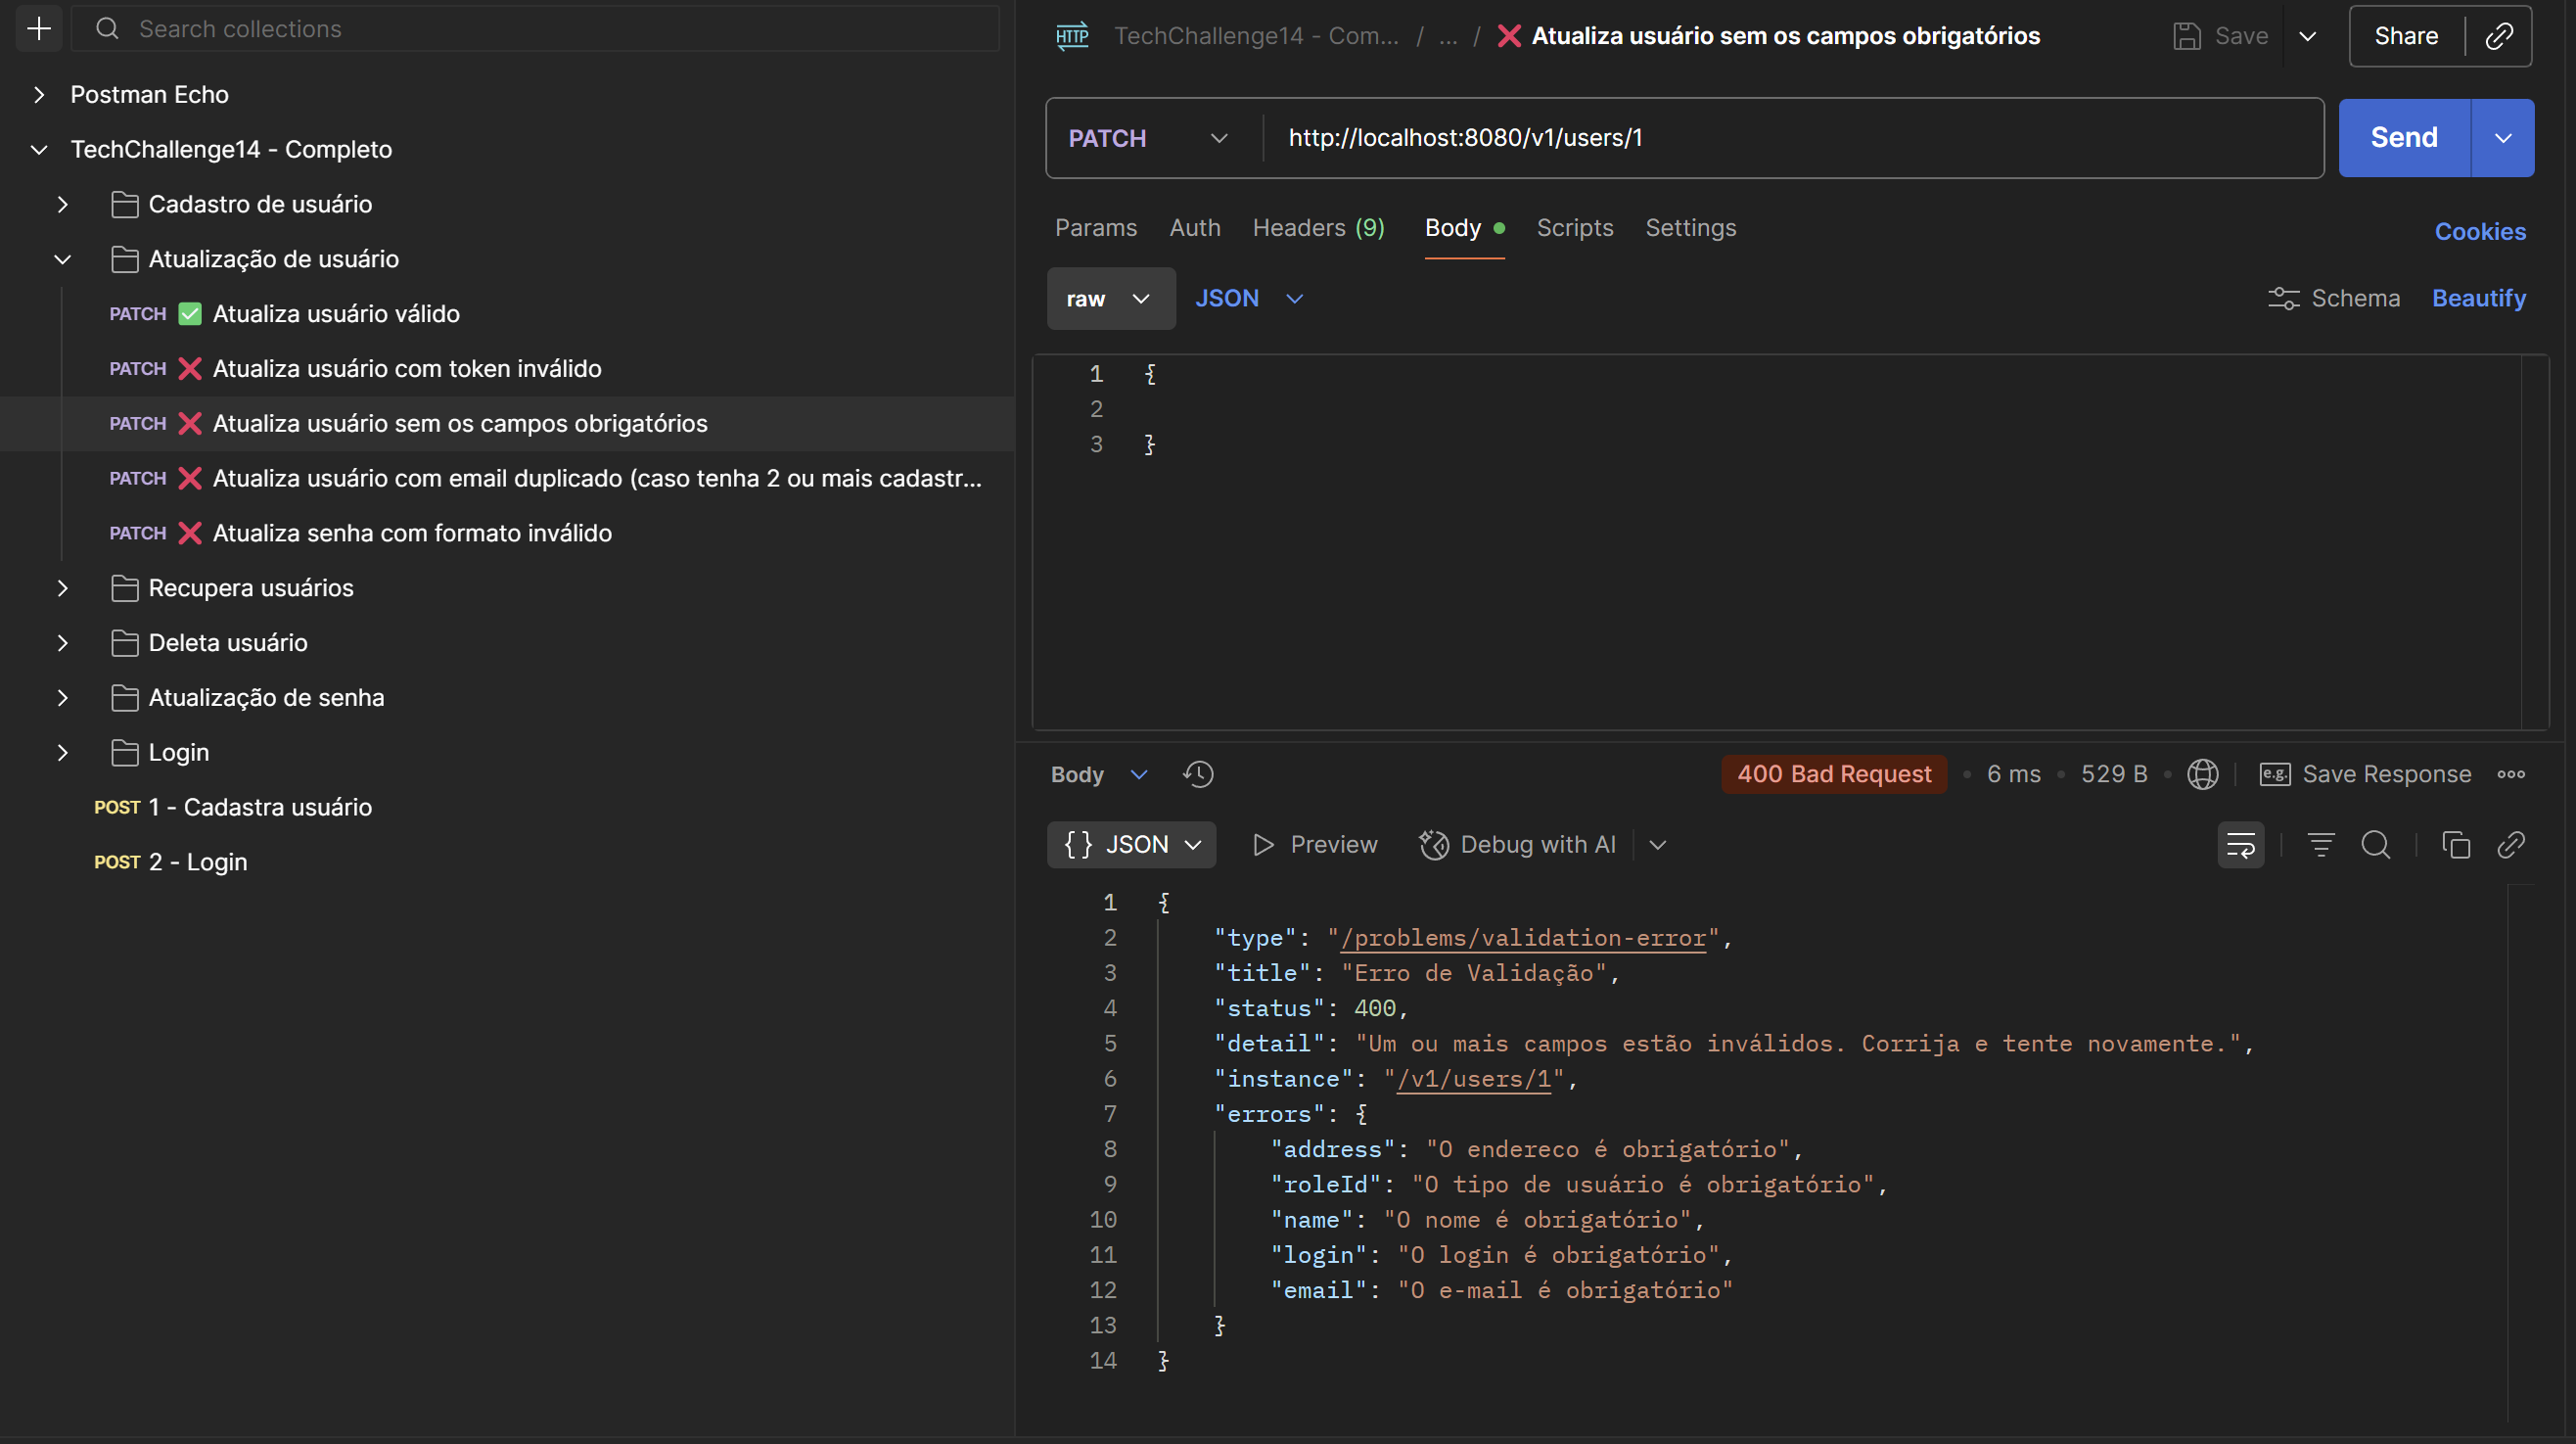 Search collections
Postman Echo
TechChallenge14 - Completo
Cadastro de usuário
Atualização de usuário
PATCH ✅ Atualiza usuário válido
PATCH ❌ Atualiza usuário com token inválido
PATCH ❌ Atualiza usuário sem os campos obrigatórios
PATCH ❌ Atualiza usuário com email duplicado (caso tenha 2 ou mais cadastr...
PATCH ❌ Atualiza senha com formato inválido
Recupera usuários
Deleta usuário
Atualização de senha
Login
POST 1 - Cadastra usuário
POST 2 - Login
HTTP TechChallenge14 - Com... / ... / ❌ Atualiza usuário sem os campos obrigatórios
Save
Share
PATCH http://localhost:8080/v1/users/1
Send
Params Auth Headers (9) Body Scripts Settings
Cookies
raw JSON
Schema Beautify
1 {
2
3 }
Body
400 Bad Request • 6 ms • 529 B
e.g. Save Response
{ } JSON Preview Debug with AI
1 {
2 "type": "/problems/validation-error",
3 "title": "Erro de Validação",
4 "status": 400,
5 "detail": "Um ou mais campos estão inválidos. Corrija e tente novamente.",
6 "instance": "/v1/users/1",
7 "errors": {
8 "address": "O endereco é obrigatório",
9 "roleId": "O tipo de usuário é obrigatório",
10 "name": "O nome é obrigatório",
11 "login": "O login é obrigatório",
12 "email": "O e-mail é obrigatório"
13 }
14 }